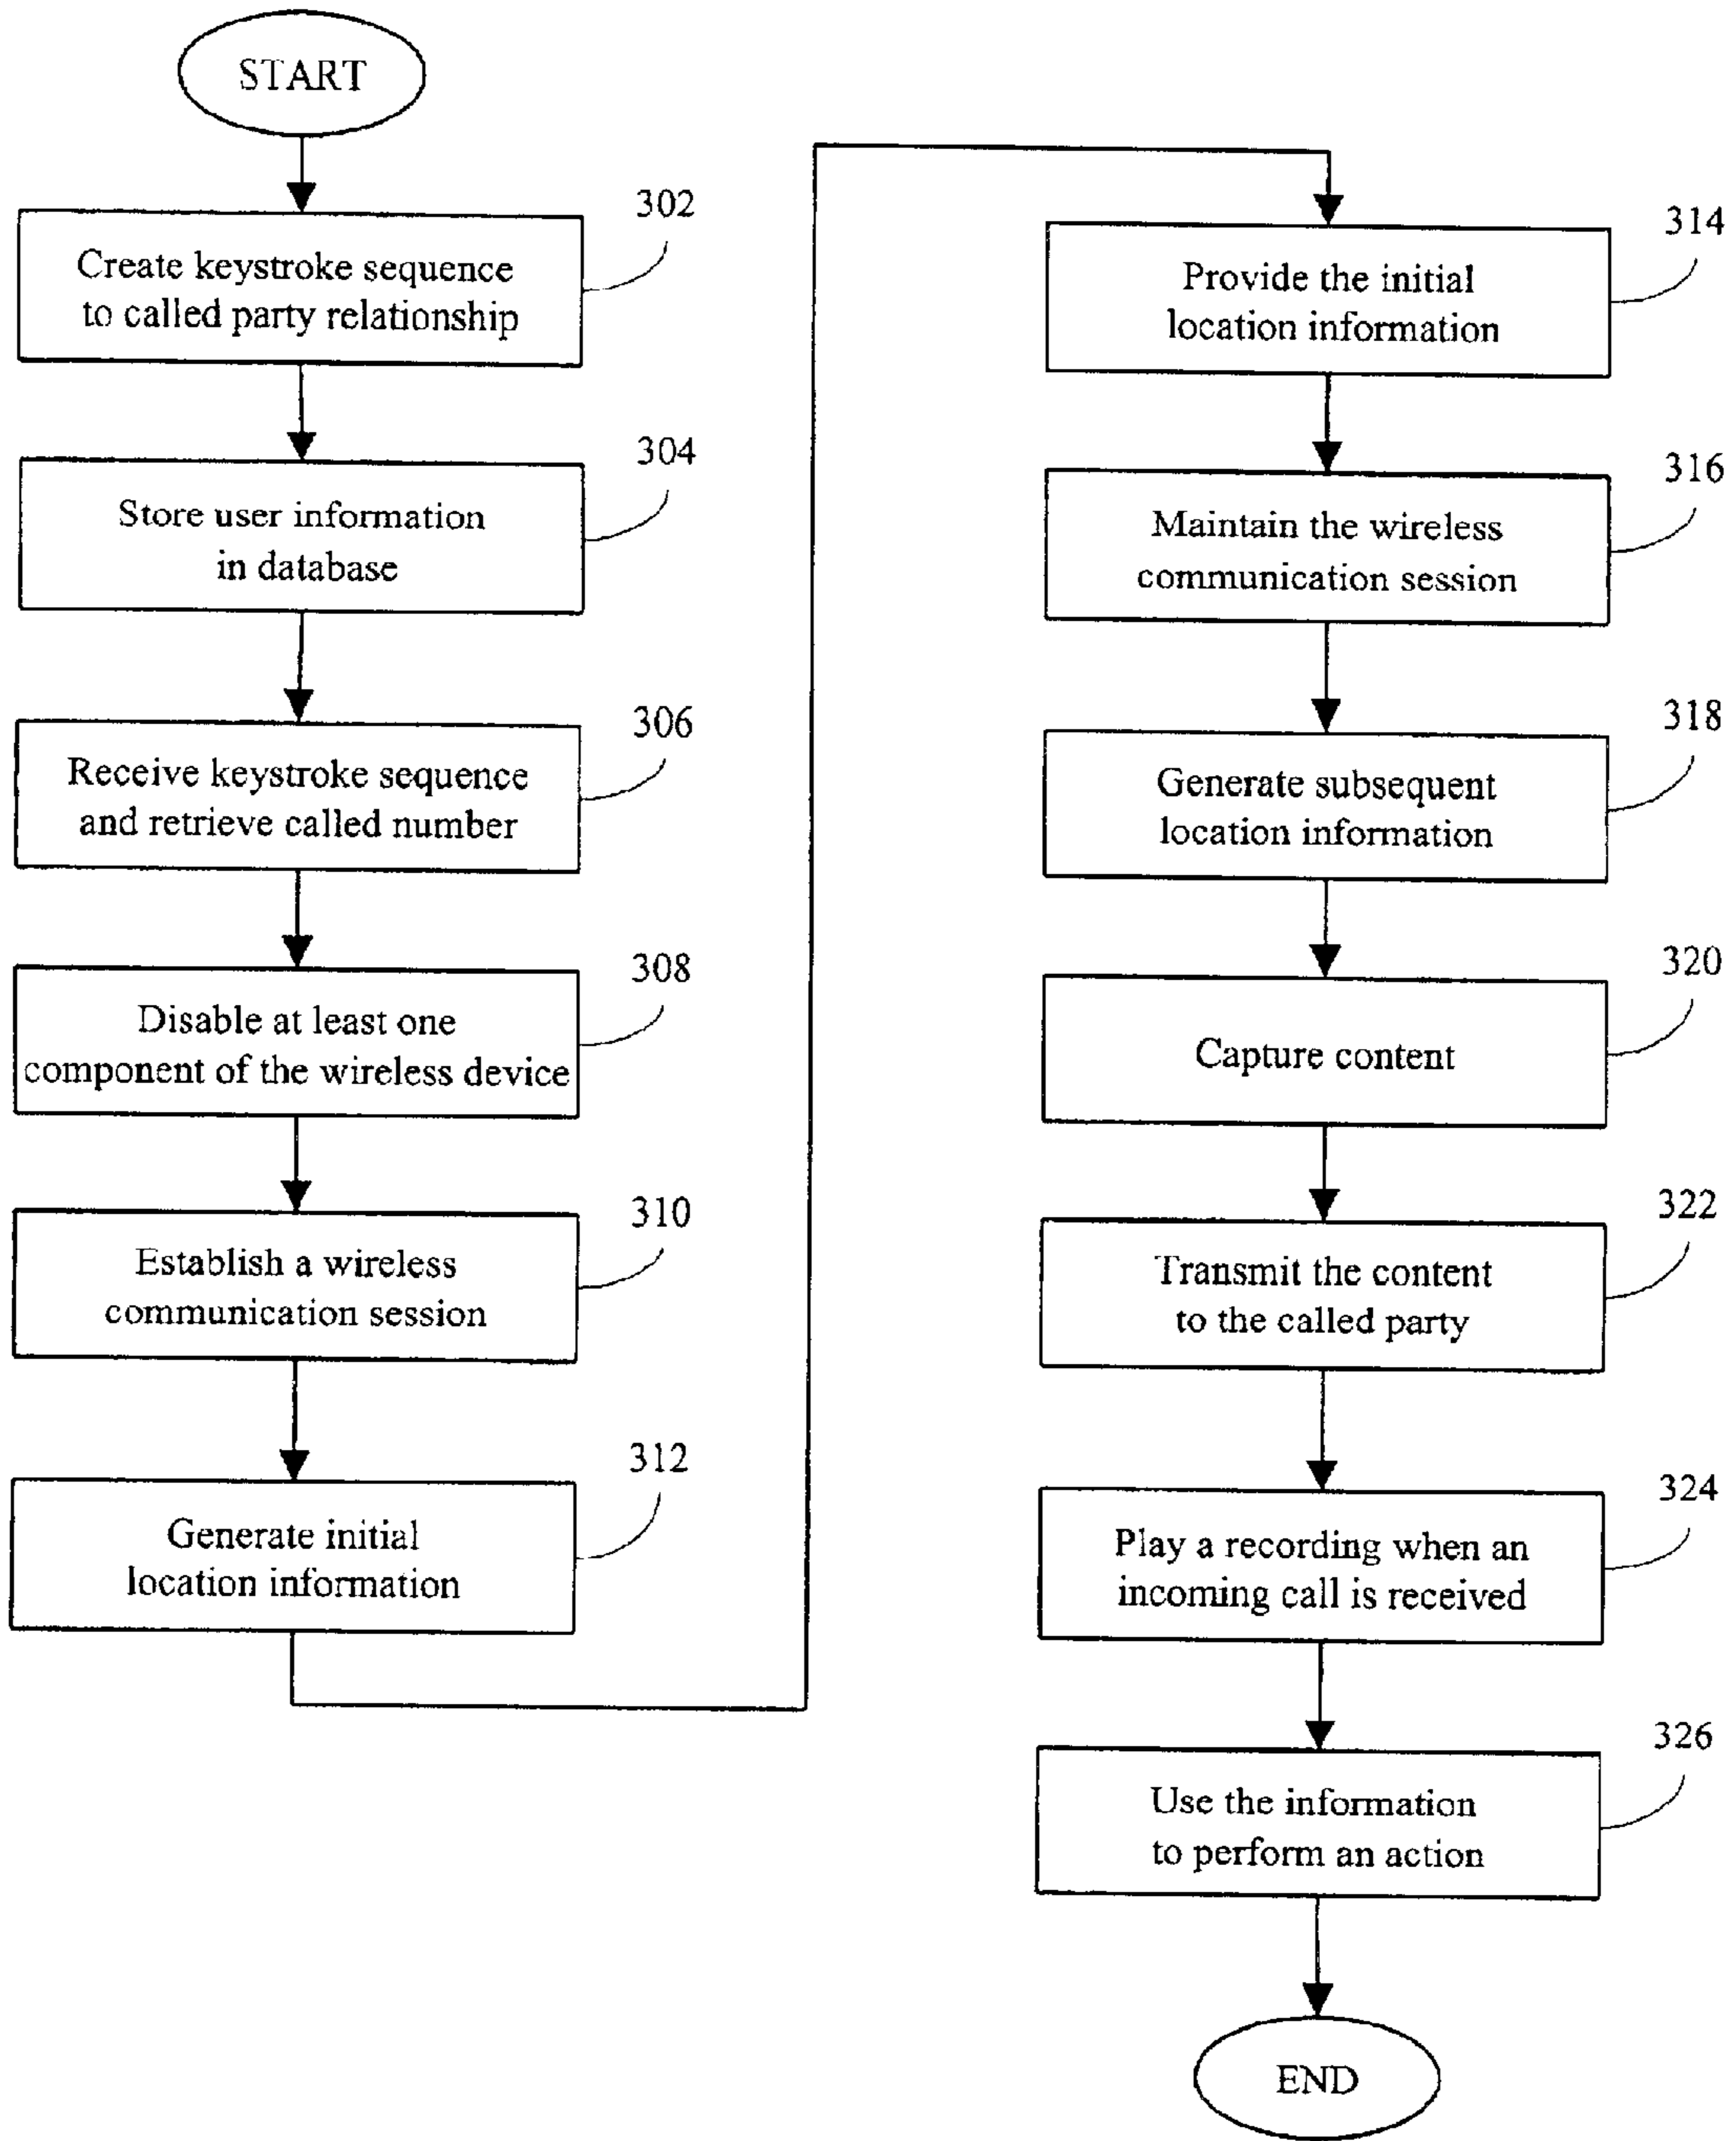 START
302
Create keystroke sequence
to called party relationship
304
Store user information
in database
306
Receive keystroke sequence
and retrieve called number
308
Disable at least one
component of the wireless device
310
Establish a wireless
communication session
312
Generate initial
location information
314
Provide the initial
location information
316
Maintain the wireless
communication session
318
Generate subsequent
location information
320
Capture content
322
Transmit the content
to the called party
324
Play a recording when an
incoming call is received
326
Use the information
to perform an action
END